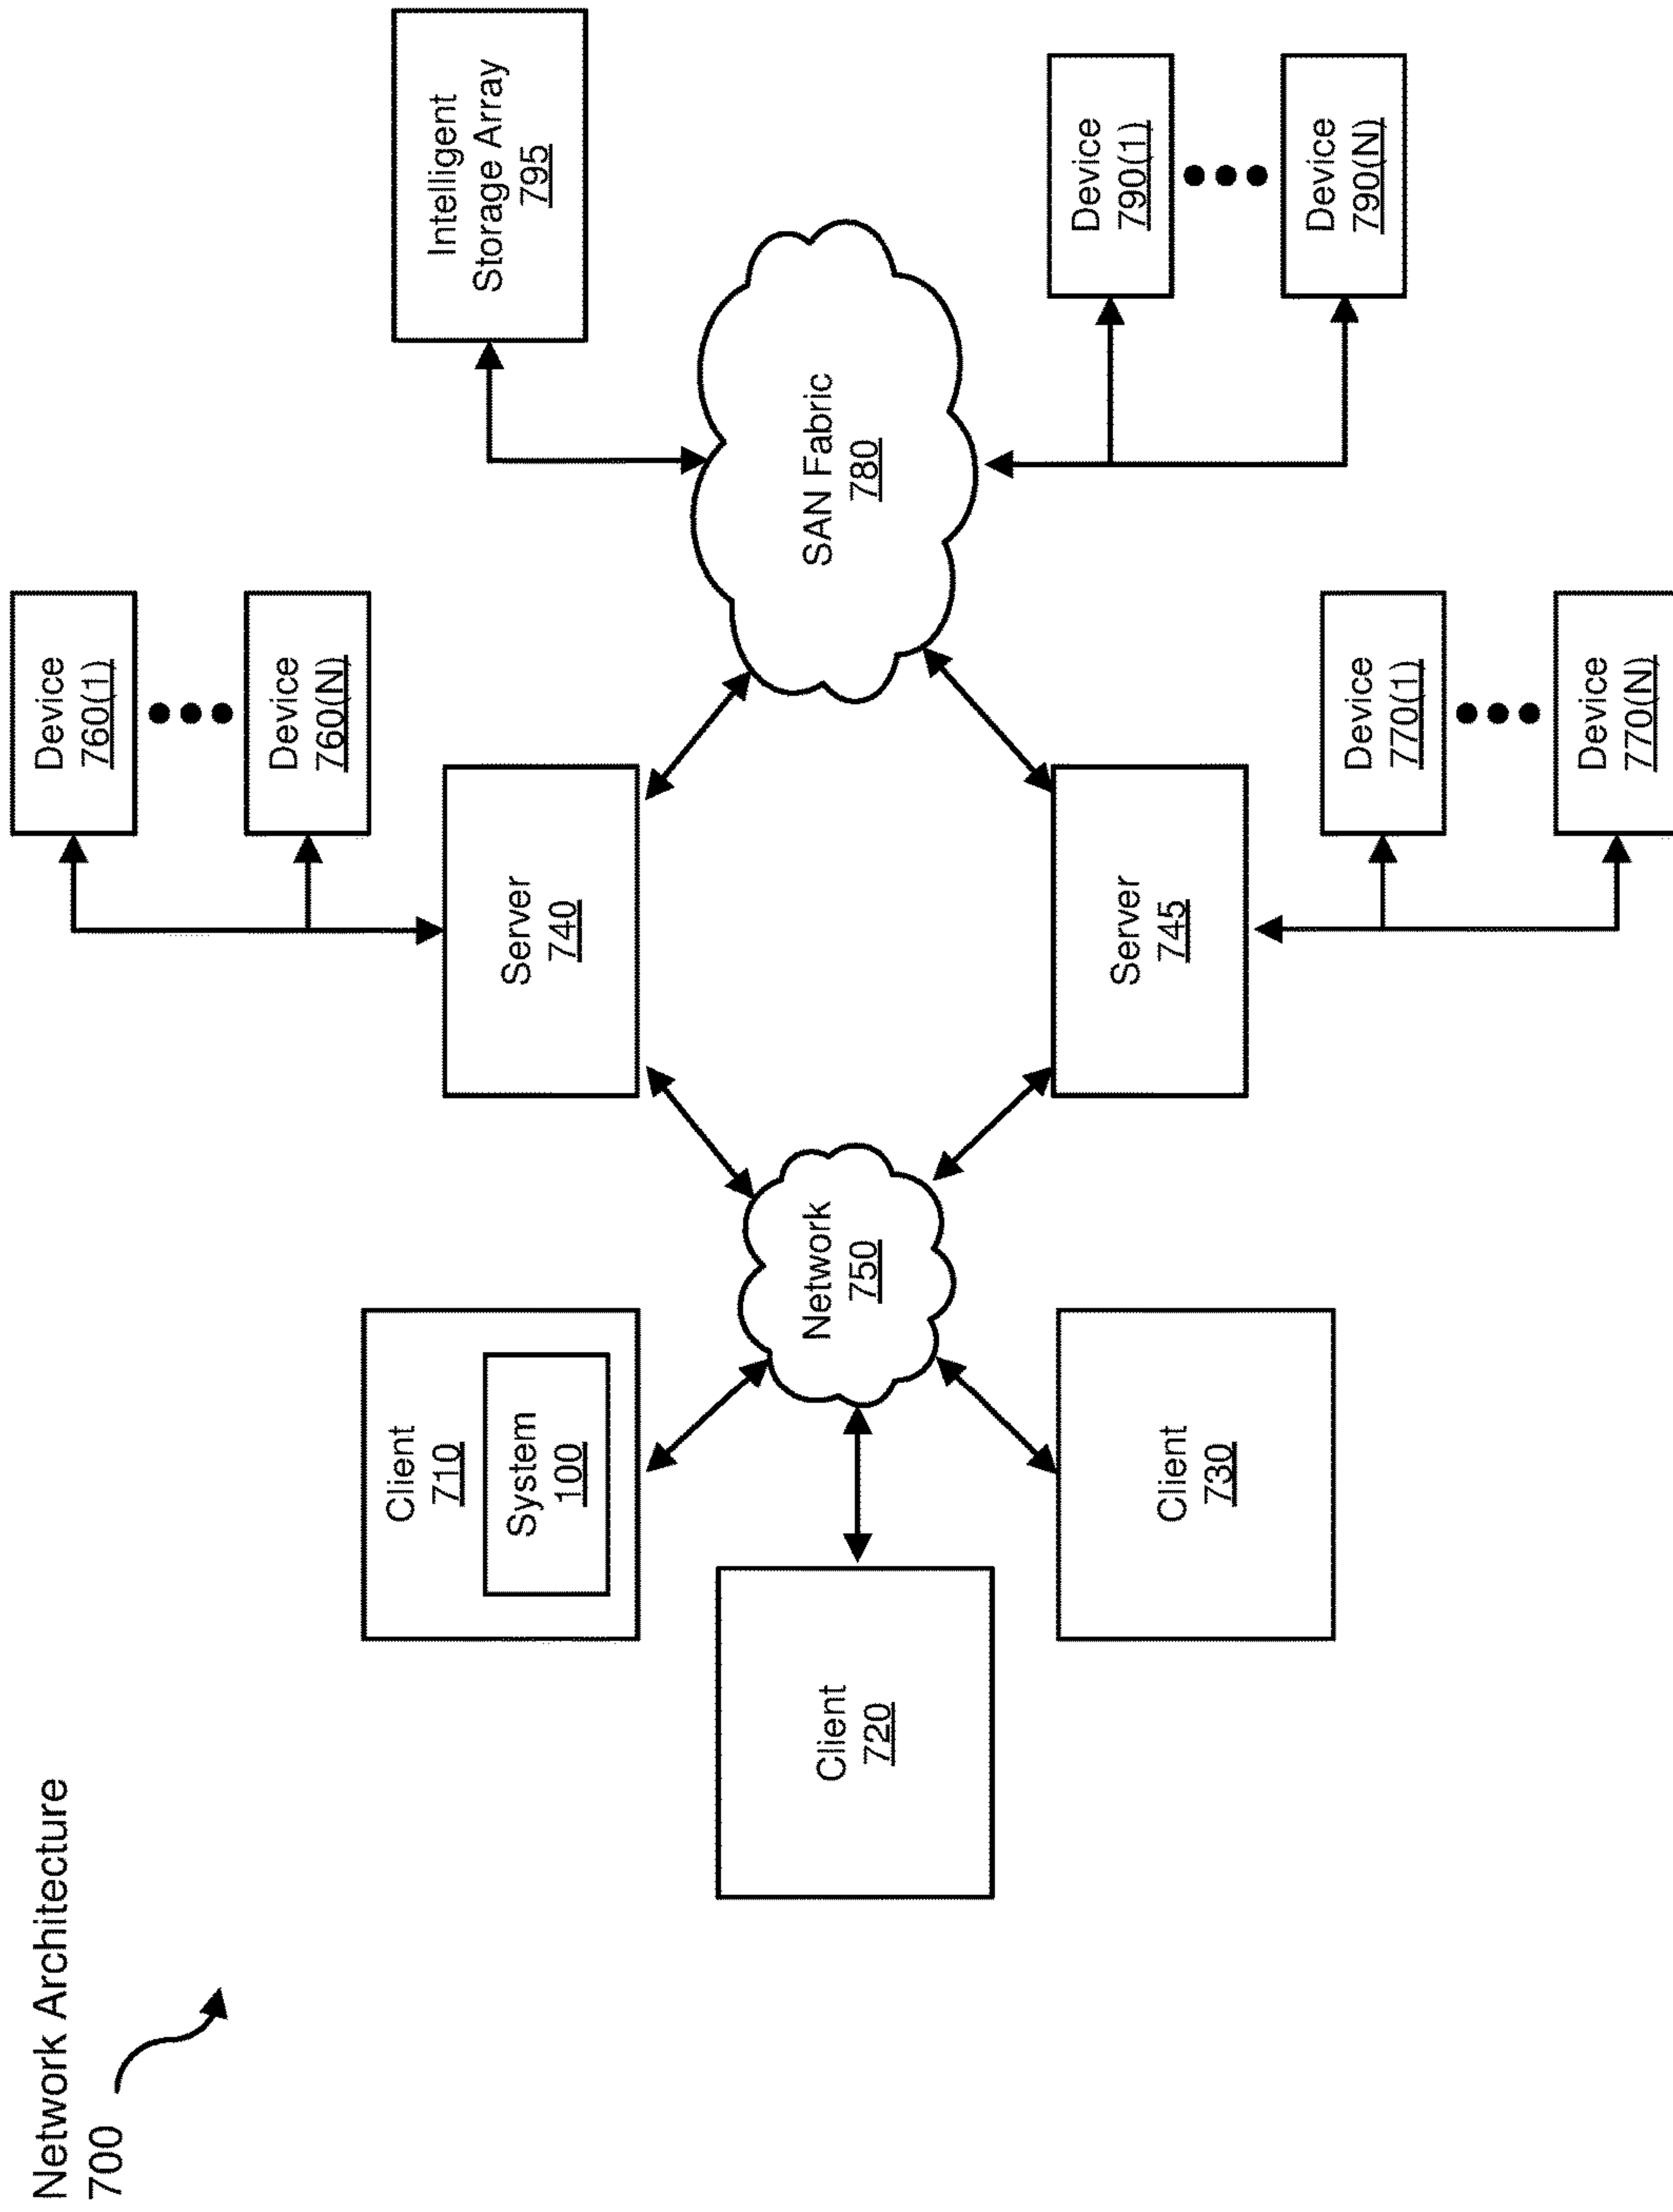 Network Architecture
700
Client
710
System
100
Client
720
Client
730
Network
750
Server
740
Server
745
Device
760(1)
Device
760(N)
Device
770(1)
Device
770(N)
SAN Fabric
780
Intelligent
Storage Array
795
Device
790(1)
Device
790(N)